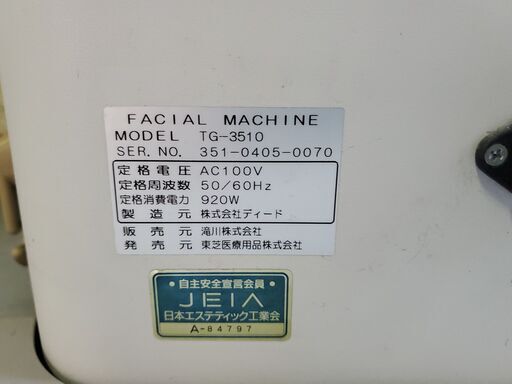 FACIAL MACHINE
MODEL TG-3510
SER. NO. 351-0405-0070
定格電圧 AC100V
定格周波数 50/60Hz
定格消費電力 920W
製造元 株式会社ディード
販売元 滝川株式会社
発売元 東芝医療用品株式会社
・自主安全宣言会員・
JEIA
日本エステティック工業会
A-84797